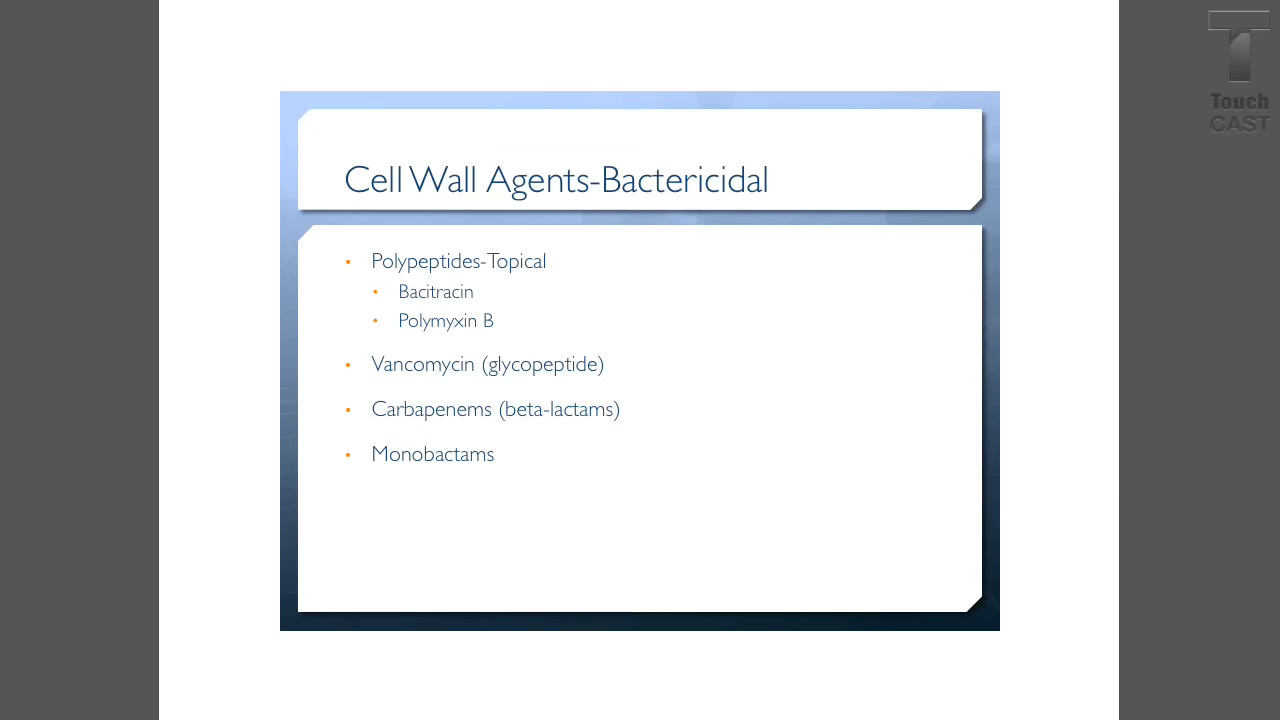 Touch
CAST
Cell Wall Agents-Bactericidal
• Polypeptides-Topical
• Bacitracin
• Polymyxin B
• Vancomycin (glycopeptide)
• Carbapenems (beta-lactams)
• Monobactams